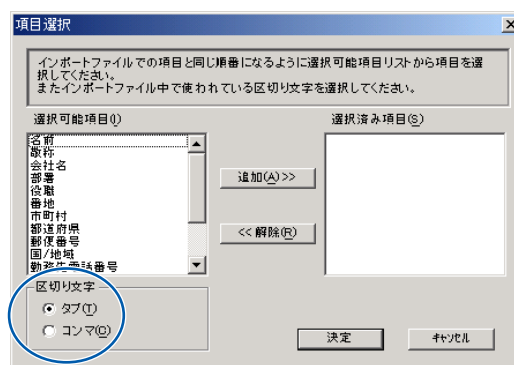 項目選択
インポートファイルでの項目と同じ順番になるように選択可能項目リストから項目を選
択してください。
またインポートファイル中で使われている区切り文字を選択してください。
選択可能項目(I)
選択済み項目(S)
名前
敬称
会社名
部署
役職
番地
市町村
都道府県
郵便番号
国/地域
勤務先電話番号
追加(A)>>
<<解除(R)
区切り文字
タブ(T)
コンマ(C)
決定
キャンセル